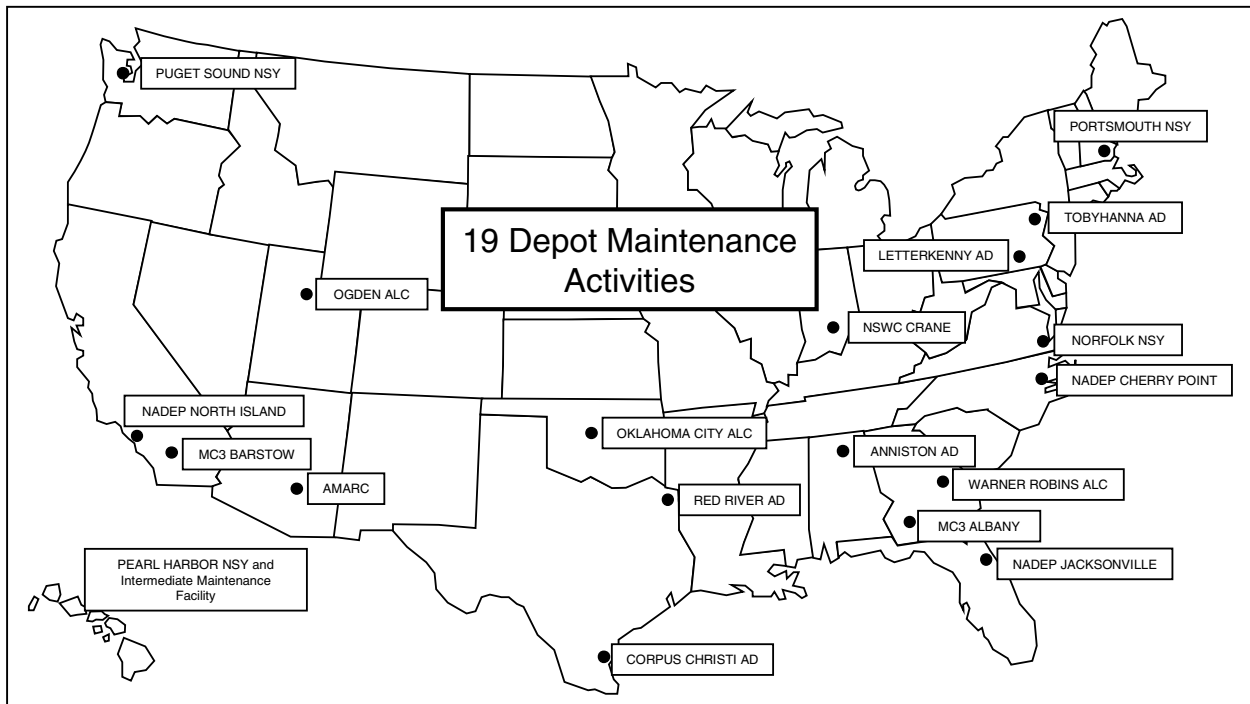 PUGET SOUND NSY
PORTSMOUTH NSY
TOBYHANNA AD
19 Depot Maintenance
Activities
LETTERKENNY AD
OGDEN ALC
NSWC CRANE
NORFOLK NSY
NADEP CHERRY POINT
NADEP NORTH ISLAND
OKLAHOMA CITY ALC
MC3 BARSTOW
ANNISTON AD
AMARC
RED RIVER AD
WARNER ROBINS ALC
MC3 ALBANY
PEARL HARBOR NSY and
Intermediate Maintenance
Facility
NADEP JACKSONVILLE
CORPUS CHRISTI AD